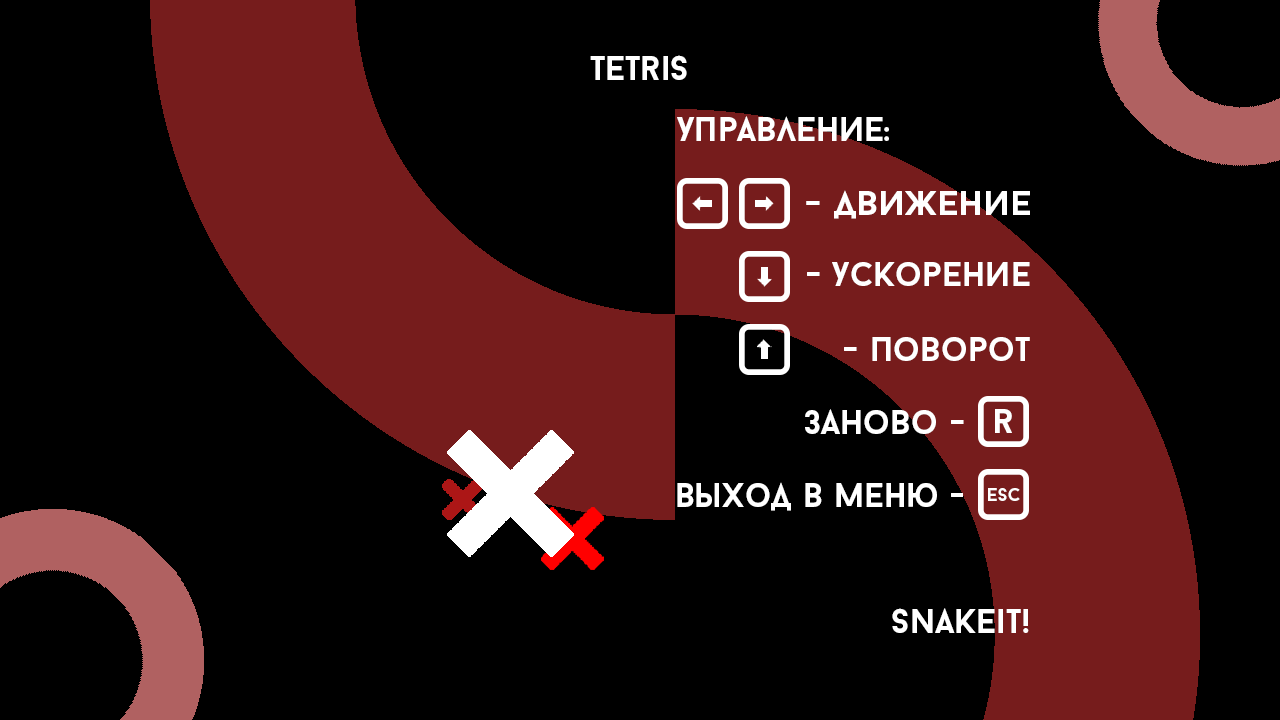 TETRIS
УПРАВЛЕНИЕ:
← → - ДВИЖЕНИЕ
↓ - УСКОРЕНИЕ
↑ - ПОВОРОТ
ЗАНОВО - R
ВЫХОД В МЕНЮ - ESC
SNAKEIT!